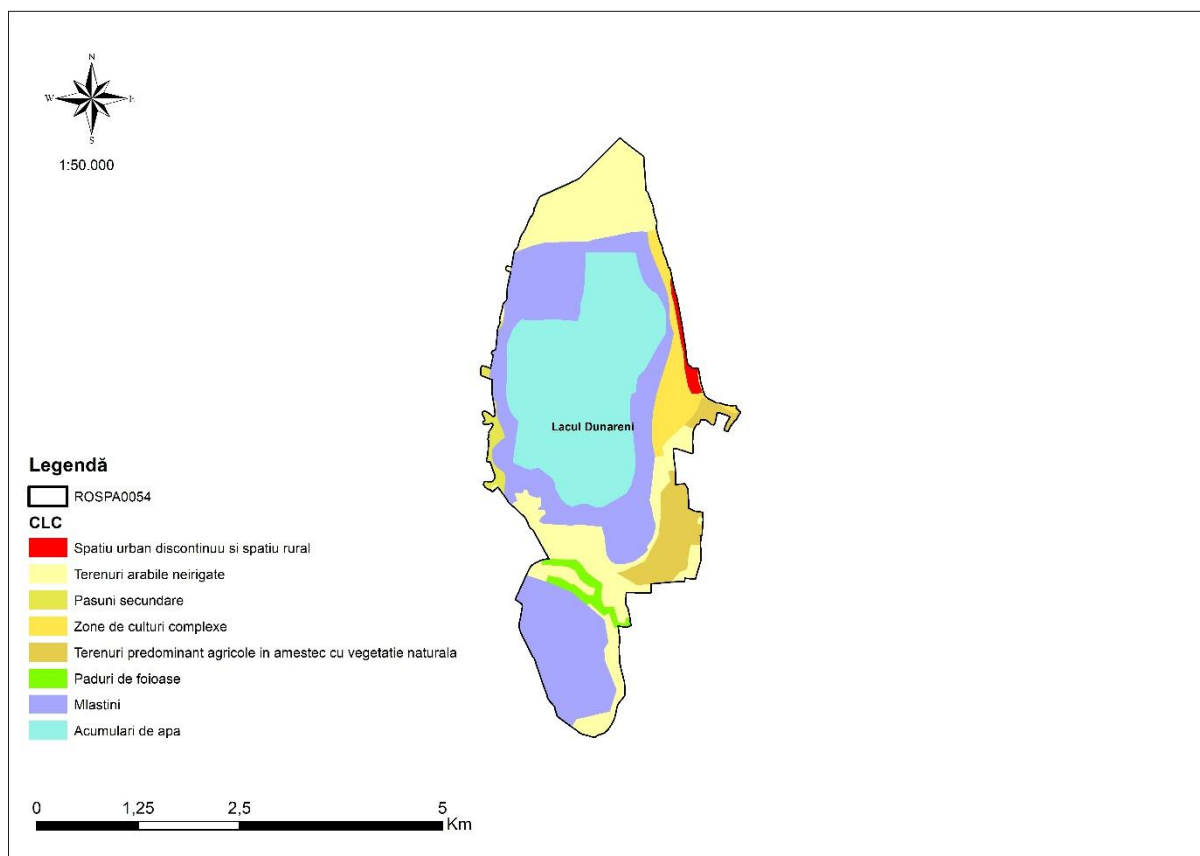 N
W E
S
1:50.000
Lacul Dunareni
Legendă
ROSPA0054
CLC
Spatiu urban discontinuu si spatiu rural
Terenuri arabile neirigate
Pasuni secundare
Zone de culturi complexe
Terenuri predominant agricole in amestec cu vegetatie naturala
Paduri de foioase
Mlastini
Acumulari de apa
0 1,25 2,5 5
Km